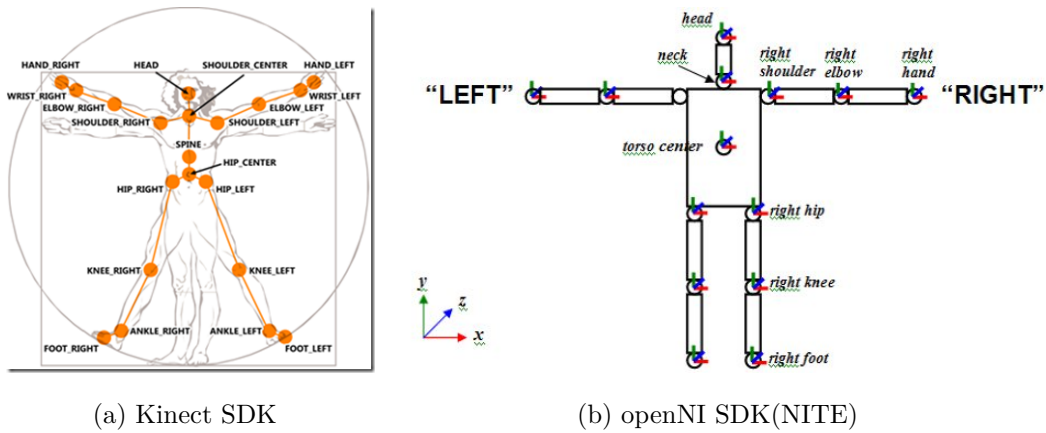 HAND_RIGHT
HEAD
SHOULDER_CENTER
HAND_LEFT
WRIST_RIGHT
WRIST_LEFT
ELBOW_RIGHT
ELBOW_LEFT
SHOULDER_RIGHT
SHOULDER_LEFT
SPINE
HIP_CENTER
HIP_RIGHT
HIP_LEFT
KNEE_RIGHT
KNEE_LEFT
ANKLE_RIGHT
ANKLE_LEFT
FOOT_RIGHT
FOOT_LEFT
(a) Kinect SDK
head
neck
right
shoulder
right
elbow
right
hand
“LEFT”
“RIGHT”
torso center
right hip
right knee
right foot
y
z
x
(b) openNI SDK(NITE)